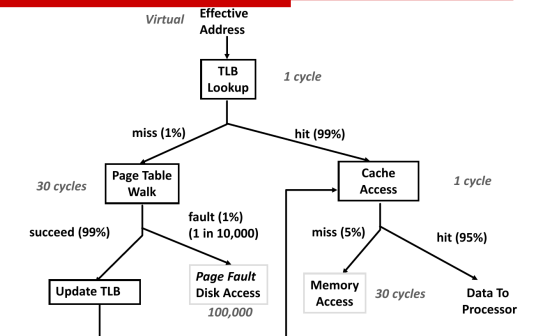 Virtual
Effective
Address
TLB
Lookup
1 cycle
miss (1%)
hit (99%)
30 cycles
Page Table
Walk
Cache
Access
1 cycle
succeed (99%)
fault (1%)
(1 in 10,000)
miss (5%)
hit (95%)
Update TLB
Page Fault
Disk Access
100,000
Memory
Access
30 cycles
Data To
Processor